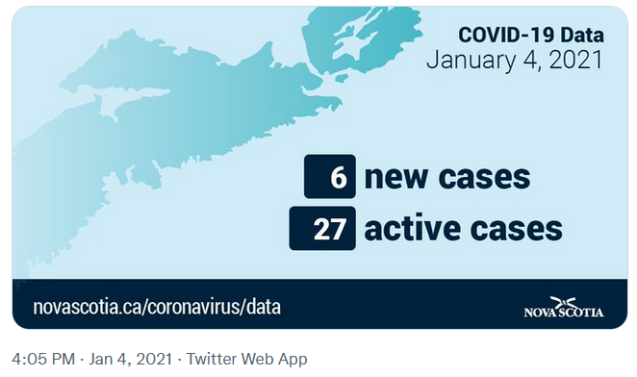 COVID-19 Data
January 4, 2021
6 new cases
27 active cases
novascotia.ca/coronavirus/data
NOVA SCOTIA
4:05 PM · Jan 4, 2021 · Twitter Web App